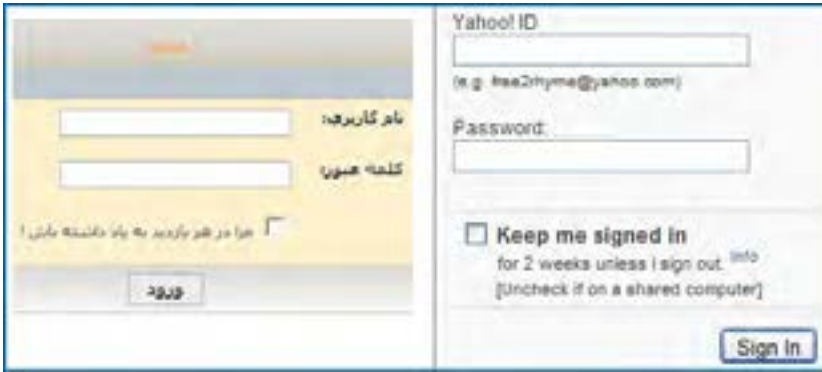 نام کاربری:
کلمه عبور:
مرا در هر بازدید به یاد داشته باش !
ورود
Yahoo! ID
(e.g. free2rhyme@yahoo.com)
Password:
Keep me signed in
for 2 weeks unless I sign out. Info
[Uncheck if on a shared computer]
Sign In